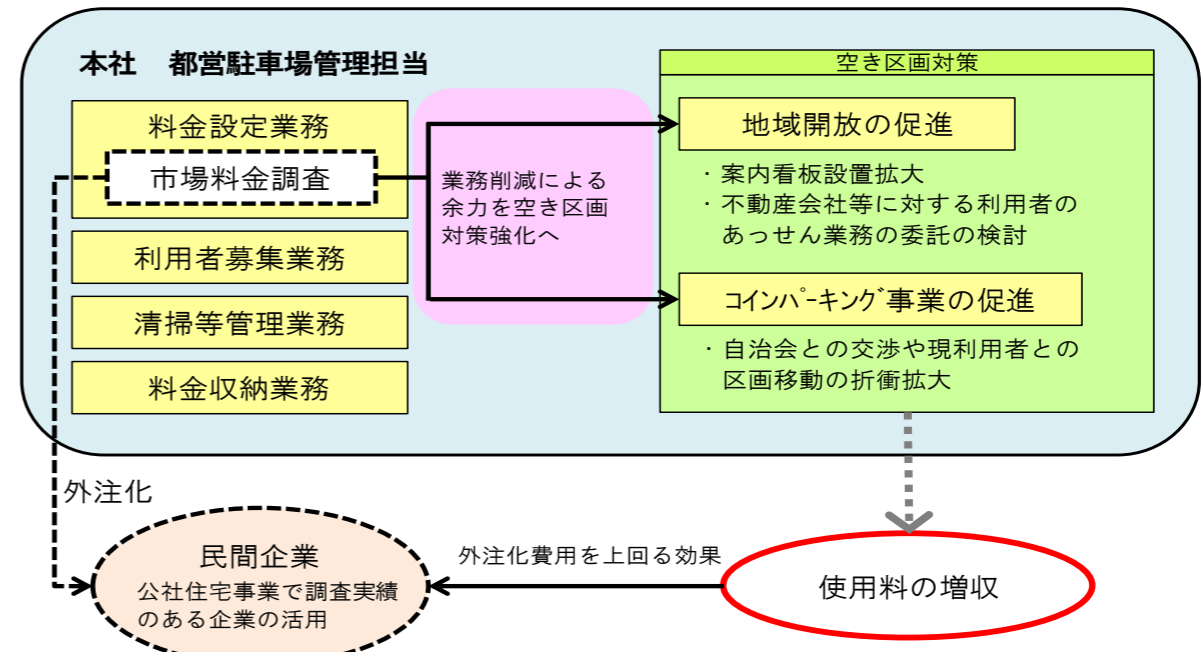 本社　都営駐車場管理担当
料金設定業務
市場料金調査
利用者募集業務
清掃等管理業務
料金収納業務
業務削減による
余力を空き区画
対策強化へ
空き区画対策
地域開放の促進
・案内看板設置拡大
・不動産会社等に対する利用者の
あっせん業務の委託の検討
コインパーキング事業の促進
・自治会との交渉や現利用者との
区画移動の折衝拡大
外注化
民間企業
公社住宅事業で調査実績
のある企業の活用
外注化費用を上回る効果
使用料の増収